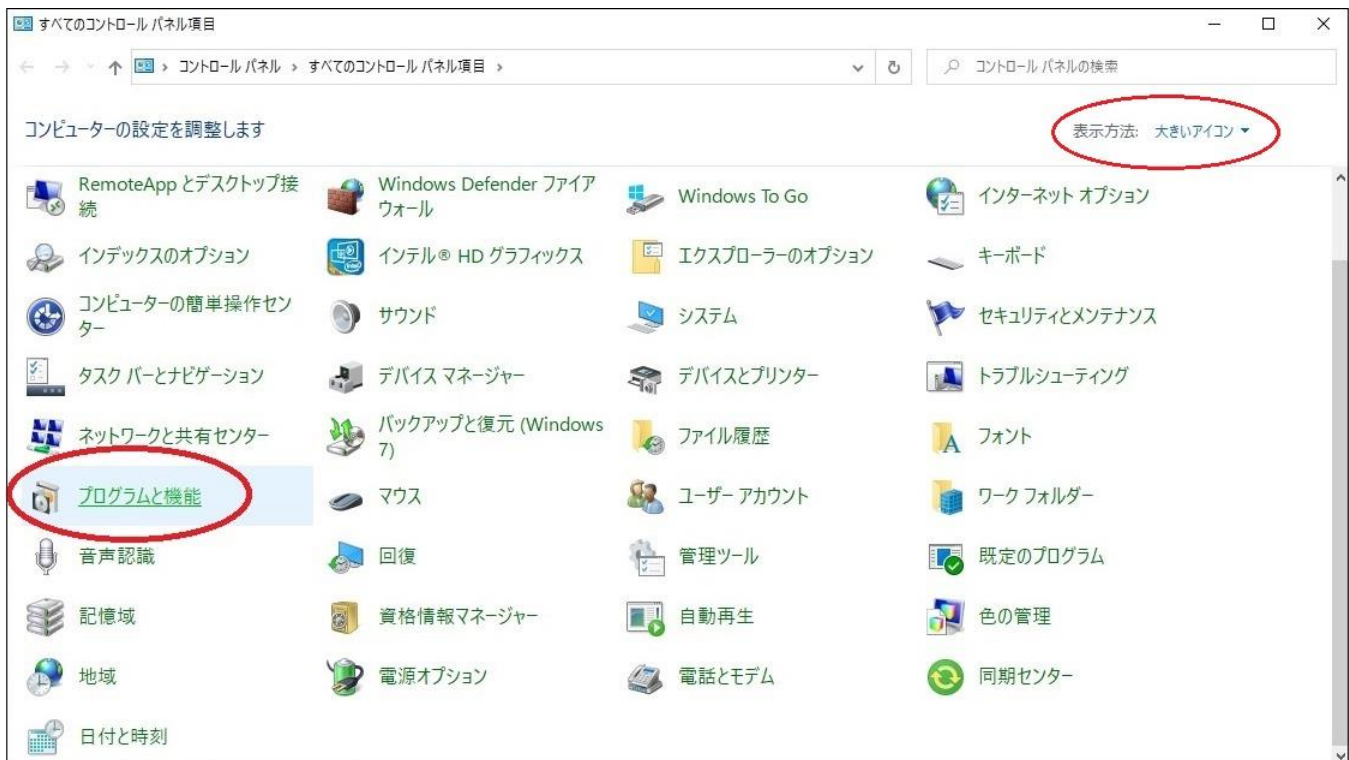 すべてのコントロール パネル項目
コントロール パネル › すべてのコントロール パネル項目 ›
コントロール パネルの検索
コンピューターの設定を調整します
表示方法: 大きいアイコン
RemoteApp とデスクトップ接
続
Windows Defender ファイア
ウォール
Windows To Go
インターネット オプション
インデックスのオプション
インテル® HD グラフィックス
エクスプローラーのオプション
キーボード
コンピューターの簡単操作セン
ター
サウンド
システム
セキュリティとメンテナンス
タスク バーとナビゲーション
デバイス マネージャー
デバイスとプリンター
トラブルシューティング
ネットワークと共有センター
バックアップと復元 (Windows
7)
ファイル履歴
フォント
プログラムと機能
マウス
ユーザー アカウント
ワーク フォルダー
音声認識
回復
管理ツール
既定のプログラム
記憶域
資格情報マネージャー
自動再生
色の管理
地域
電源オプション
電話とモデム
同期センター
日付と時刻